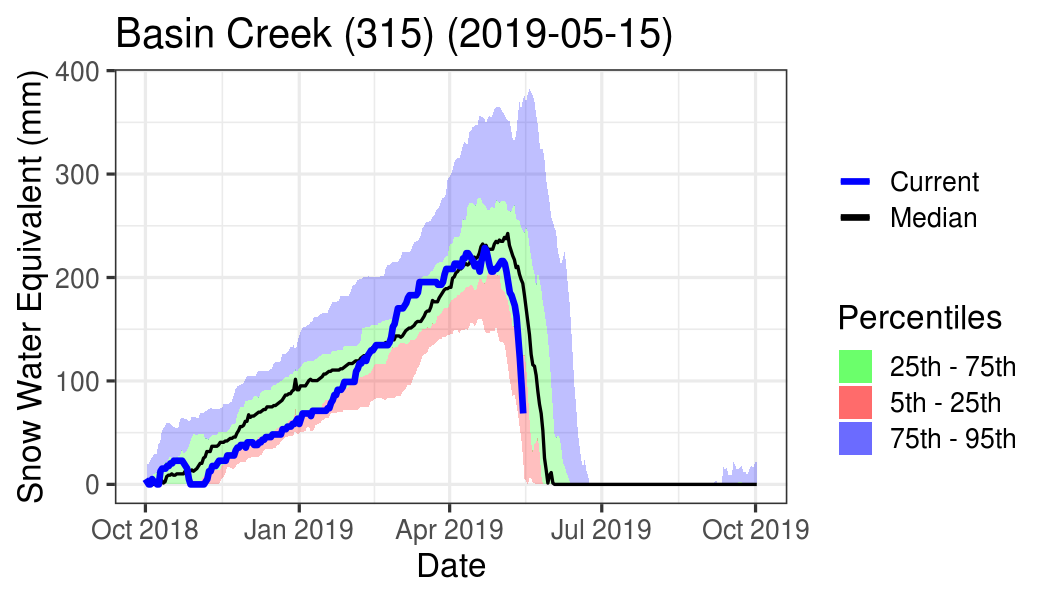 Basin Creek (315) (2019-05-15)
Snow Water Equivalent (mm)
400
300
200
100
0
Oct 2018
Jan 2019
Apr 2019
Jul 2019
Oct 2019
Date
Current
Median
Percentiles
25th - 75th
5th - 25th
75th - 95th